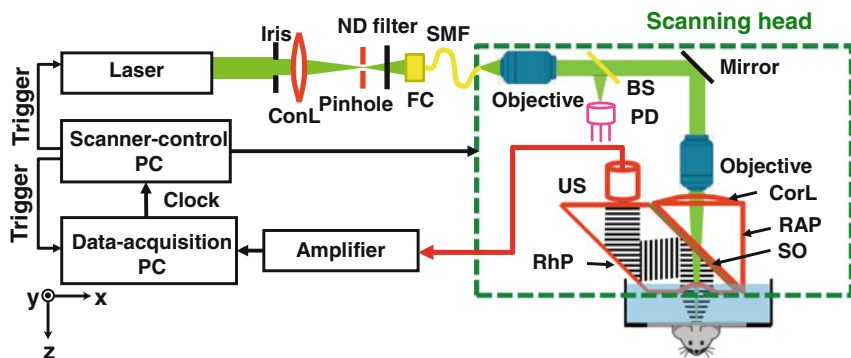 Scanning head
Iris
ND filter
SMF
Laser
Mirror
BS
Objective
PD
FC
Pinhole
ConL
Trigger
Scanner-control
PC
Objective
US
CorL
Clock
RAP
Trigger
Data-acquisition
PC
Amplifier
SO
RhP
y
x
z